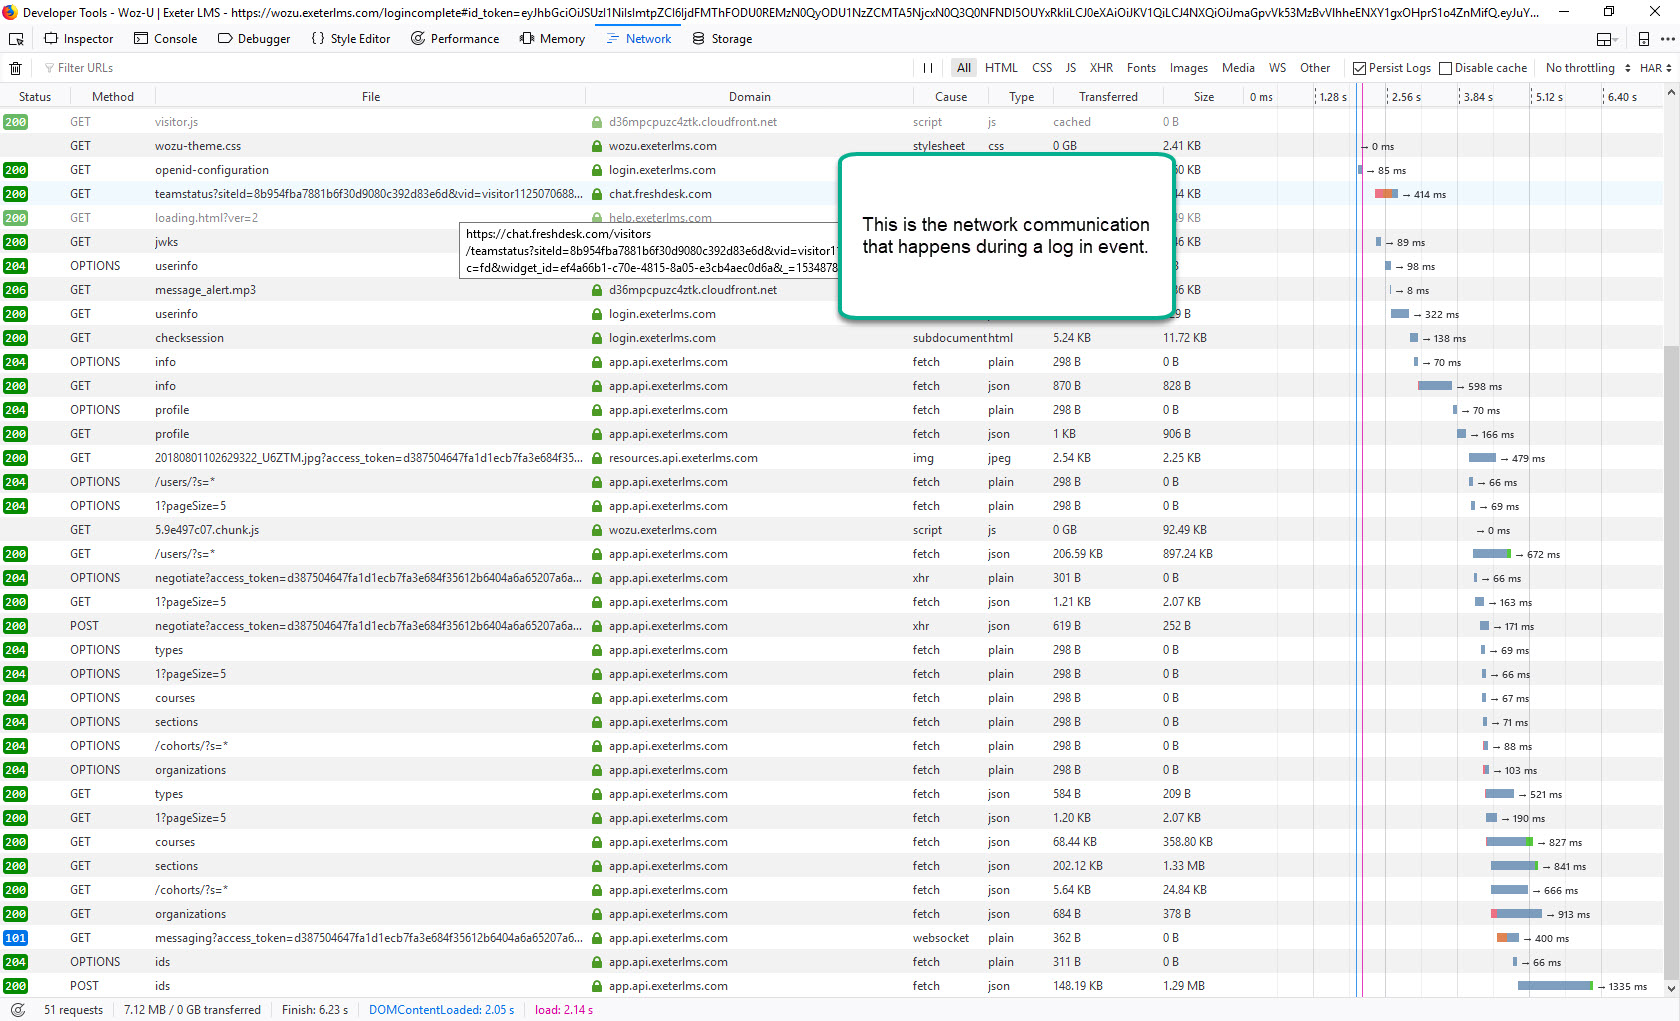 Developer Tools - Woz-U | Exeter LMS - https://wozu.exeterlms.com/logincomplete#id_token=
Inspector Console Debugger {} Style Editor Performance Memory Network Storage
Filter URLs All HTML CSS JS XHR Fonts Images Media WS Other Persist Logs Disable cache No throttling HAR
Status Method File Domain Cause Type Transferred Size 0 ms 1.28 s 2.56 s 3.84 s 5.12 s 6.40 s
200 GET visitor.js d36mpcpuzc4ztk.cloudfront.net script js cached 0 B
GET wozu-theme.css wozu.exeterlms.com stylesheet css 0 GB 2.41 KB → 0 ms
200 GET openid-configuration login.exeterlms.com KB → 85 ms
200 GET teamstatus?siteId=8b954fba7881b6f30d9080c392d83e6d&vid=visitor1125070688... chat.freshdesk.com KB → 414 ms
200 GET loading.html?ver=2 help.exeterlms.com KB
https://chat.freshdesk.com/visitors
/teamstatus?siteId=8b954fba7881b6f30d9080c392d83e6d&vid=visitor11
c=fd&widget_id=ef4a66b1-c70e-4815-8a05-e3cb4aec0d6a&_=1534878
This is the network communication
that happens during a log in event.
200 GET jwks KB → 89 ms
204 OPTIONS userinfo → 98 ms
206 GET message_alert.mp3 d36mpcpuzc4ztk.cloudfront.net KB → 8 ms
200 GET userinfo login.exeterlms.com B → 322 ms
200 GET checksession login.exeterlms.com subdocument html 5.24 KB 11.72 KB → 138 ms
204 OPTIONS info app.api.exeterlms.com fetch plain 298 B 0 B → 70 ms
200 GET info app.api.exeterlms.com fetch json 870 B 828 B → 598 ms
204 OPTIONS profile app.api.exeterlms.com fetch plain 298 B 0 B → 70 ms
200 GET profile app.api.exeterlms.com fetch json 1 KB 906 B → 166 ms
200 GET 20180801102629322_U6ZTM.jpg?access_token=d387504647fa1d1ecb7fa3e684f35... resources.api.exeterlms.com img jpeg 2.54 KB 2.25 KB → 479 ms
204 OPTIONS /users/?s=* app.api.exeterlms.com fetch plain 298 B 0 B → 66 ms
204 OPTIONS 1?pageSize=5 app.api.exeterlms.com fetch plain 298 B 0 B → 69 ms
GET 5.9e497c07.chunk.js wozu.exeterlms.com script js 0 GB 92.49 KB → 0 ms
200 GET /users/?s=* app.api.exeterlms.com fetch json 206.59 KB 897.24 KB → 672 ms
204 OPTIONS negotiate?access_token=d387504647fa1d1ecb7fa3e684f35612b6404a6a65207a6a... app.api.exeterlms.com xhr plain 301 B 0 B → 66 ms
200 GET 1?pageSize=5 app.api.exeterlms.com fetch json 1.21 KB 2.07 KB → 163 ms
200 POST negotiate?access_token=d387504647fa1d1ecb7fa3e684f35612b6404a6a65207a6a... app.api.exeterlms.com xhr json 619 B 252 B → 171 ms
204 OPTIONS types app.api.exeterlms.com fetch plain 298 B 0 B → 69 ms
204 OPTIONS 1?pageSize=5 app.api.exeterlms.com fetch plain 298 B 0 B → 66 ms
204 OPTIONS courses app.api.exeterlms.com fetch plain 298 B 0 B → 67 ms
204 OPTIONS sections app.api.exeterlms.com fetch plain 298 B 0 B → 71 ms
204 OPTIONS /cohorts/?s=* app.api.exeterlms.com fetch plain 298 B 0 B → 88 ms
204 OPTIONS organizations app.api.exeterlms.com fetch plain 298 B 0 B → 103 ms
200 GET types app.api.exeterlms.com fetch json 584 B 209 B → 521 ms
200 GET 1?pageSize=5 app.api.exeterlms.com fetch json 1.20 KB 2.07 KB → 190 ms
200 GET courses app.api.exeterlms.com fetch json 68.44 KB 358.80 KB → 827 ms
200 GET sections app.api.exeterlms.com fetch json 202.12 KB 1.33 MB → 841 ms
200 GET /cohorts/?s=* app.api.exeterlms.com fetch json 5.64 KB 24.84 KB → 666 ms
200 GET organizations app.api.exeterlms.com fetch json 684 B 378 B → 913 ms
101 GET messaging?access_token=d387504647fa1d1ecb7fa3e684f35612b6404a6a65207a6a... app.api.exeterlms.com websocket plain 362 B 0 B → 400 ms
204 OPTIONS ids app.api.exeterlms.com fetch plain 311 B 0 B → 66 ms
200 POST ids app.api.exeterlms.com fetch json 148.19 KB 1.29 MB → 1335 ms
51 requests 7.12 MB / 0 GB transferred Finish: 6.23 s DOMContentLoaded: 2.05 s load: 2.14 s